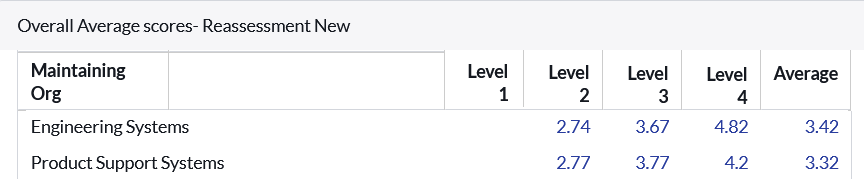 Overall Average scores- Reassessment New
Maintaining Org Level 1 Level 2 Level 3 Level 4 Average
Engineering Systems 2.74 3.67 4.82 3.42
Product Support Systems 2.77 3.77 4.2 3.32